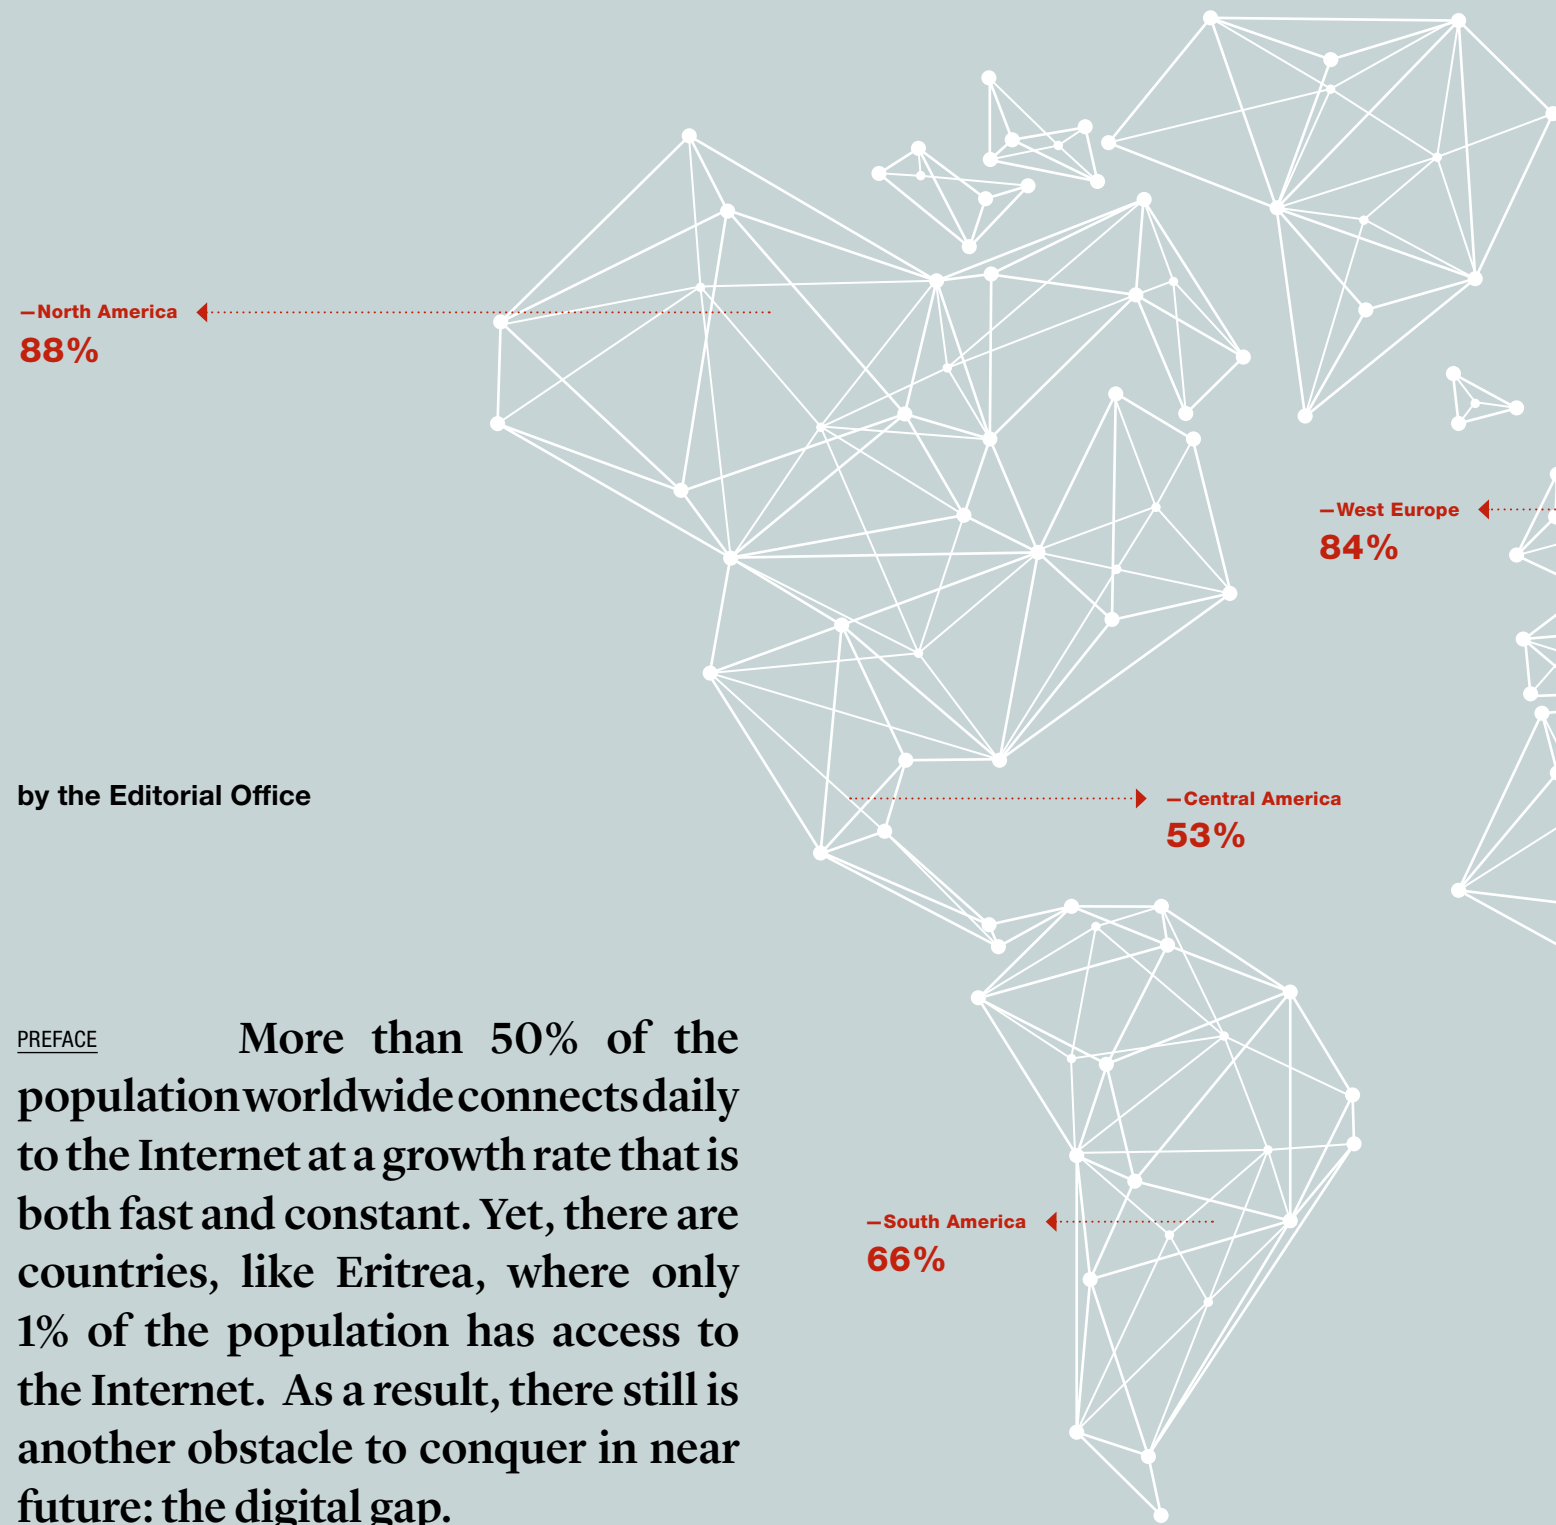 —North America
88%
—West Europe
84%
by the Editorial Office
—Central America
53%
PREFACE More than 50% of the
population worldwide connects daily
to the Internet at a growth rate that is
both fast and constant. Yet, there are
countries, like Eritrea, where only
1% of the population has access to
the Internet. As a result, there still is
another obstacle to conquer in near
future: the digital gap.
—South America
66%